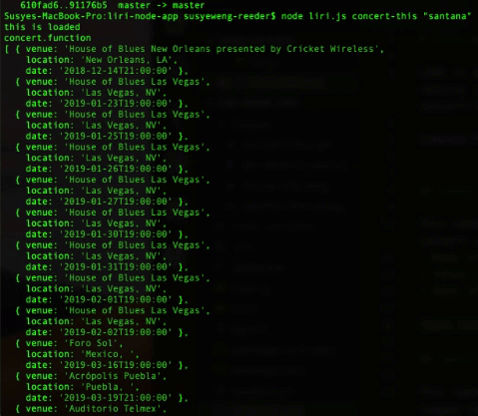 610fad6..91176b5  master -> master
Susyes-MacBook-Pro:liri-node-app susyeweng-reeder$ node liri.js concert-this "santana"
this is loaded
concert.function
[ { venue: 'House of Blues New Orleans presented by Cricket Wireless',
location: 'New Orleans, LA',
date: '2018-12-14T21:00:00' },
{ venue: 'House of Blues Las Vegas',
location: 'Las Vegas, NV',
date: '2019-01-23T19:00:00' },
{ venue: 'House of Blues Las Vegas',
location: 'Las Vegas, NV',
date: '2019-01-25T19:00:00' },
{ venue: 'House of Blues Las Vegas',
location: 'Las Vegas, NV',
date: '2019-01-26T19:00:00' },
{ venue: 'House of Blues Las Vegas',
location: 'Las Vegas, NV',
date: '2019-01-27T19:00:00' },
{ venue: 'House of Blues Las Vegas',
location: 'Las Vegas, NV',
date: '2019-01-30T19:00:00' },
{ venue: 'House of Blues Las Vegas',
location: 'Las Vegas, NV',
date: '2019-01-31T19:00:00' },
{ venue: 'House of Blues Las Vegas',
location: 'Las Vegas, NV',
date: '2019-02-01T19:00:00' },
{ venue: 'House of Blues Las Vegas',
location: 'Las Vegas, NV',
date: '2019-02-02T19:00:00' },
{ venue: 'Foro Sol',
location: 'Mexico, ',
date: '2019-03-16T19:00:00' },
{ venue: 'Acrópolis Puebla',
location: 'Puebla, ',
date: '2019-03-19T21:00:00' },
{ venue: 'Auditorio Telmex',